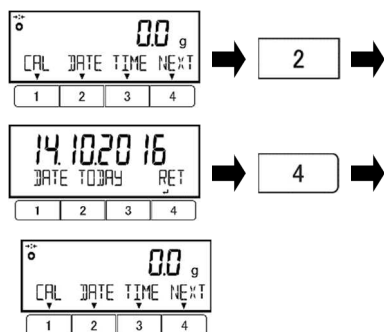 0.0 g
CAL DATE TIME NEXT
1 2 3 4
2
14.10.2016
DATE TODAY RET
1 2 3 4
4
0.0 g
CAL DATE TIME NEXT
1 2 3 4